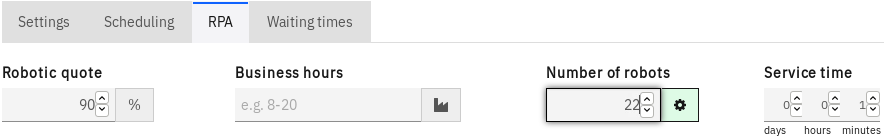 Settings Scheduling RPA Waiting times
Robotic quote Business hours Number of robots Service time
90 % e.g. 8-20 22 0 0 1
days hours minutes